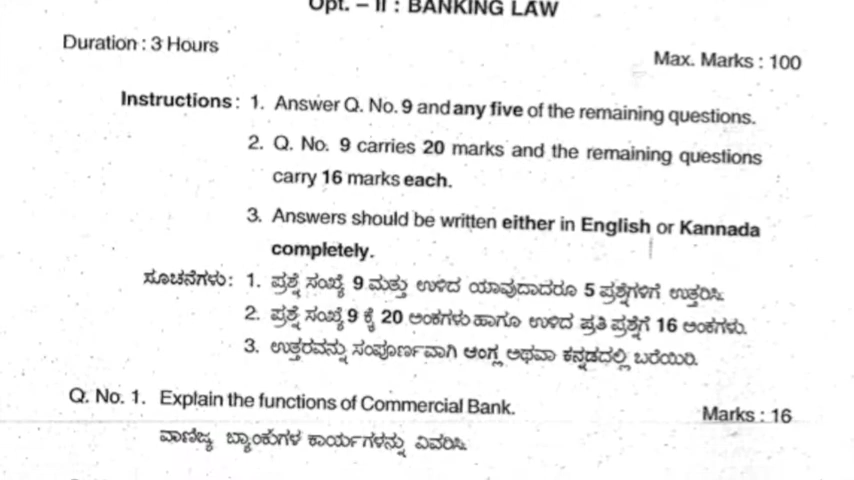 Opt. – II : BANKING LAW
Duration : 3 Hours
Max. Marks : 100
Instructions : 1. Answer Q. No. 9 and any five of the remaining questions.
2. Q. No. 9 carries 20 marks and the remaining questions
carry 16 marks each.
3. Answers should be written either in English or Kannada
completely.
ಸೂಚನೆಗಳು: 1. ಪ್ರಶ್ನೆ ಸಂಖ್ಯೆ 9 ಮತ್ತು ಉಳಿದ ಯಾವುದಾದರೂ 5 ಪ್ರಶ್ನೆಗಳಿಗೆ ಉತ್ತರಿಸಿ.
2. ಪ್ರಶ್ನೆ ಸಂಖ್ಯೆ 9 ಕ್ಕೆ 20 ಅಂಕಗಳು ಹಾಗೂ ಉಳಿದ ಪ್ರತಿ ಪ್ರಶ್ನೆಗೆ 16 ಅಂಕಗಳು.
3. ಉತ್ತರವನ್ನು ಸಂಪೂರ್ಣವಾಗಿ ಆಂಗ್ಲ ಅಥವಾ ಕನ್ನಡದಲ್ಲಿ ಬರೆಯಿರಿ.
Q. No. 1. Explain the functions of Commercial Bank.
Marks : 16
ವಾಣಿಜ್ಯ ಬ್ಯಾಂಕುಗಳ ಕಾರ್ಯಗಳನ್ನು ವಿವರಿಸಿ.